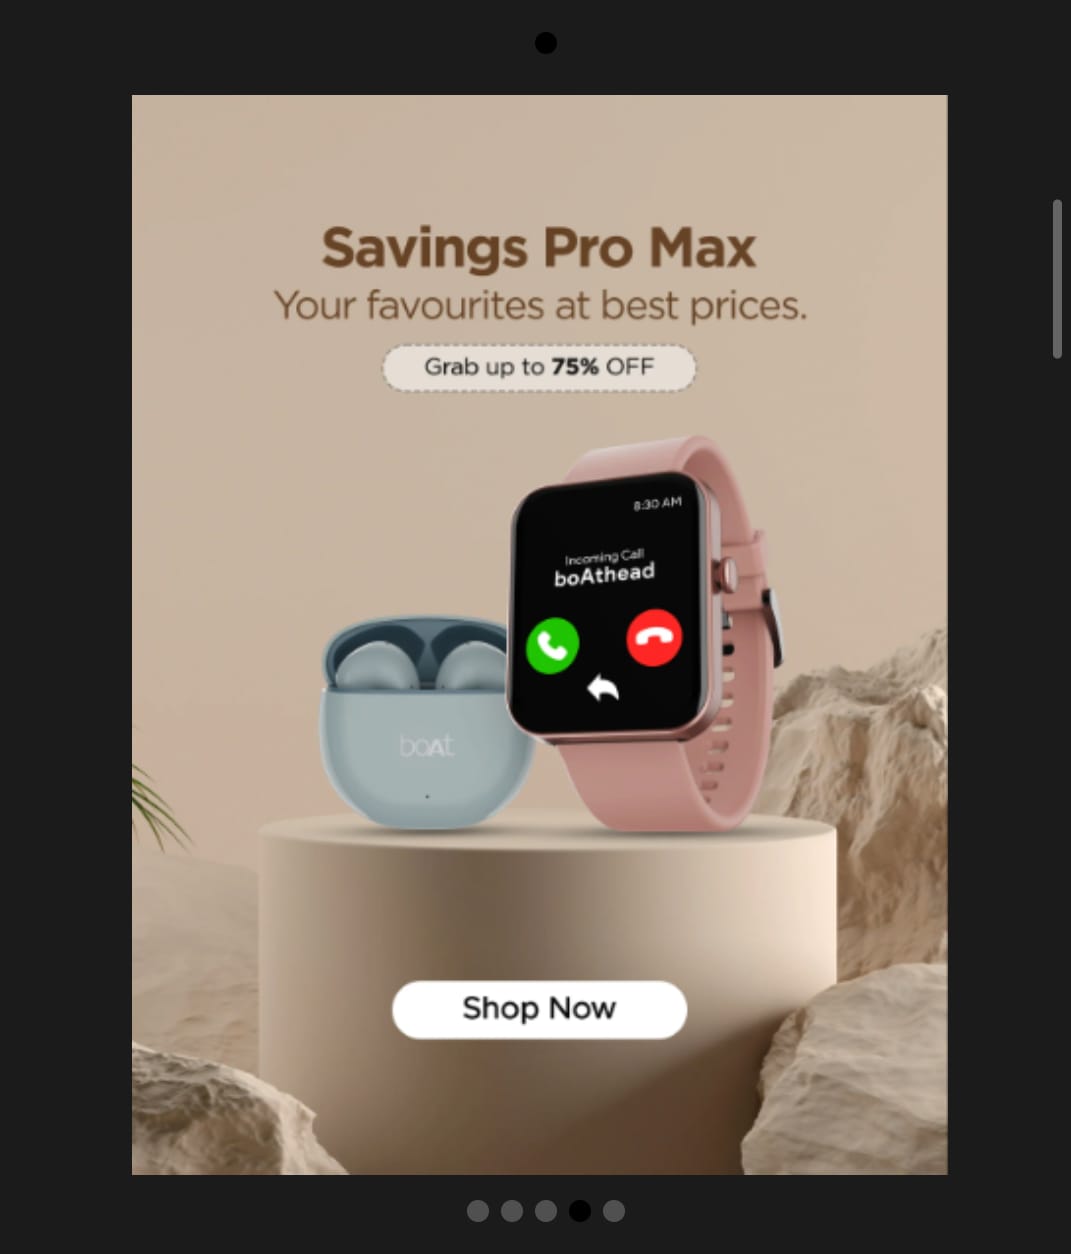 Savings Pro Max
Your favourites at best prices.
Grab up to 75% OFF
8:30 AM
Incoming Call
boAthead
boAt
Shop Now